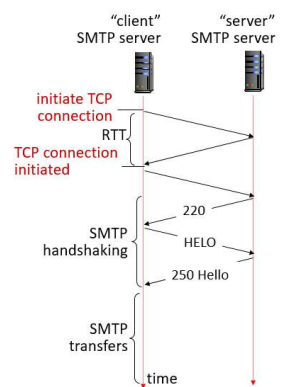 “client”
SMTP server
“server”
SMTP server
initiate TCP
connection
RTT
TCP connection
initiated
220
SMTP
handshaking
HELO
250 Hello
SMTP
transfers
time